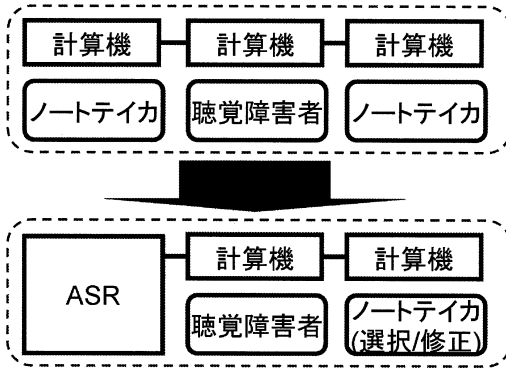 計算機 計算機 計算機
ノートテイカ 聴覚障害者 ノートテイカ
ASR
計算機 計算機
聴覚障害者
ノートテイカ
(選択/修正)